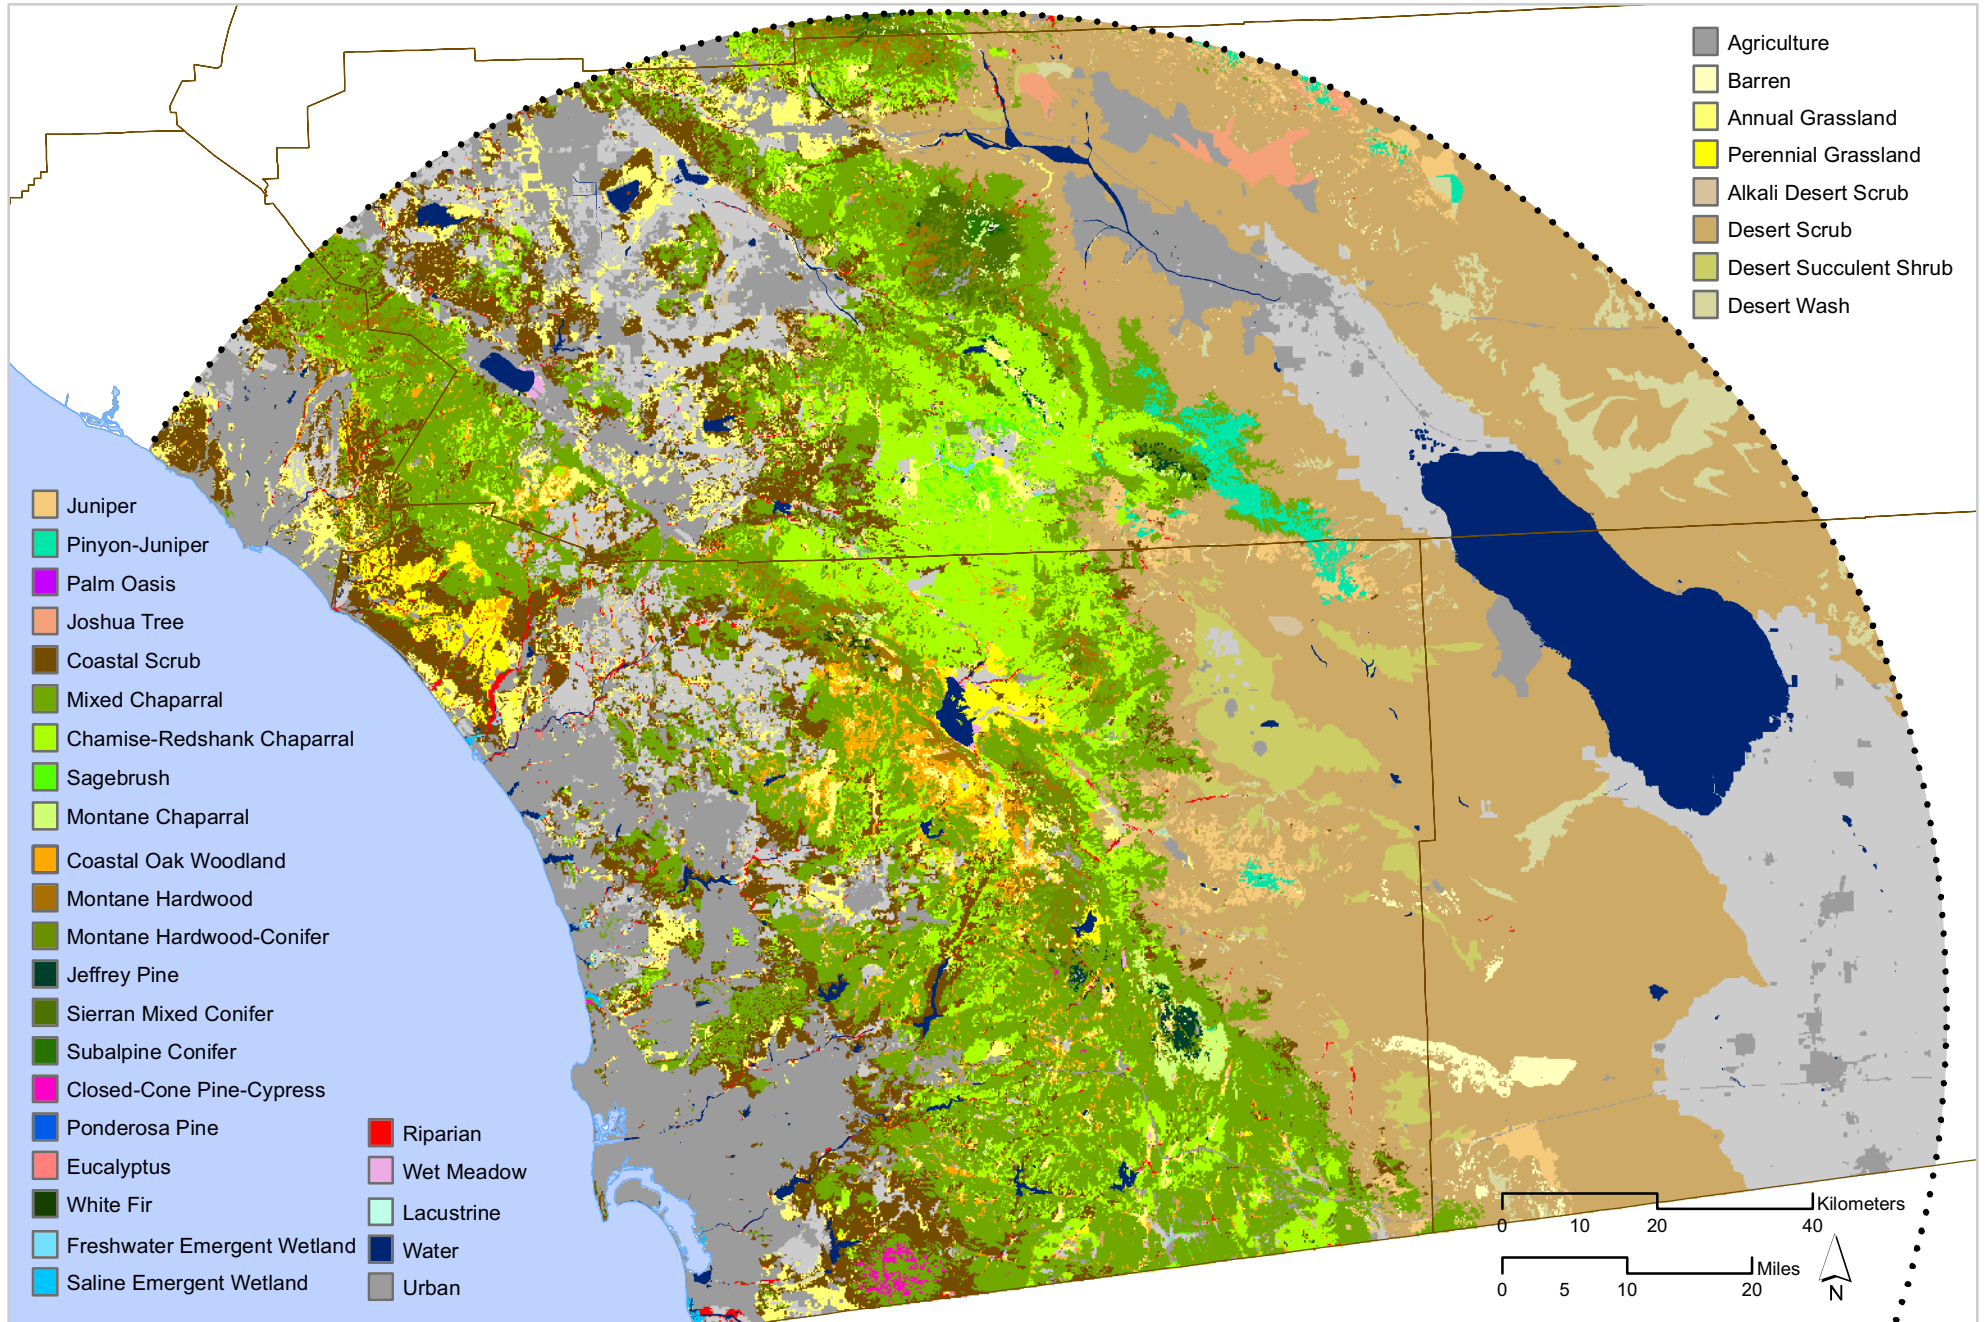 Agriculture
Barren
Annual Grassland
Perennial Grassland
Alkali Desert Scrub
Desert Scrub
Desert Succulent Shrub
Desert Wash
Juniper
Pinyon-Juniper
Palm Oasis
Joshua Tree
Coastal Scrub
Mixed Chaparral
Chamise-Redshank Chaparral
Sagebrush
Montane Chaparral
Coastal Oak Woodland
Montane Hardwood
Montane Hardwood-Conifer
Jeffrey Pine
Sierran Mixed Conifer
Subalpine Conifer
Closed-Cone Pine-Cypress
Ponderosa Pine
Eucalyptus
White Fir
Freshwater Emergent Wetland
Saline Emergent Wetland
Riparian
Wet Meadow
Lacustrine
Water
Urban
Kilometers
0 10 20 40
Miles
0 5 10 20
N